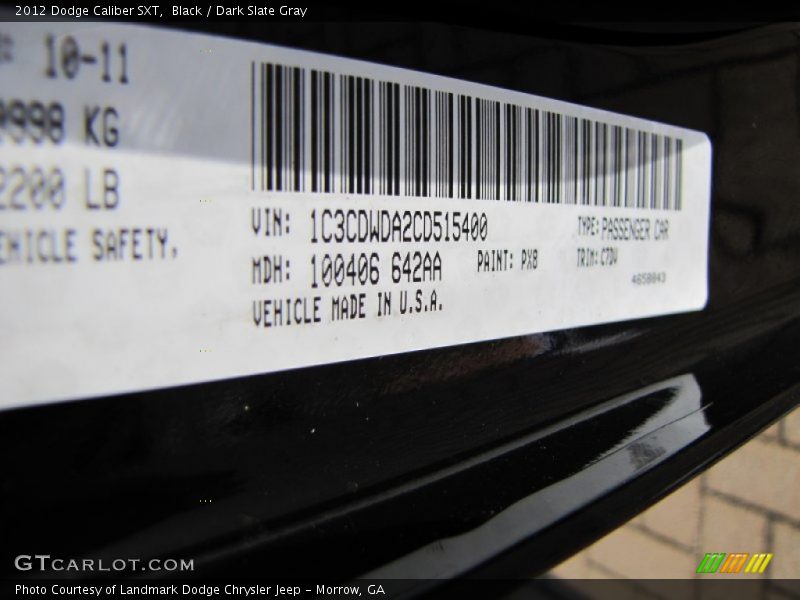 2012 Dodge Caliber SXT,  Black / Dark Slate Gray
: 10-11
0998 KG
2200 LB
VEHICLE SAFETY.
VIN: 1C3CDWDA2CD515400
TYPE: PASSENGER CAR
MDH: 100406 642AA
PAINT: PX8
TRIM: C7DV
4658043
VEHICLE MADE IN U.S.A.
GTCARLOT.COM
Photo Courtesy of Landmark Dodge Chrysler Jeep - Morrow, GA